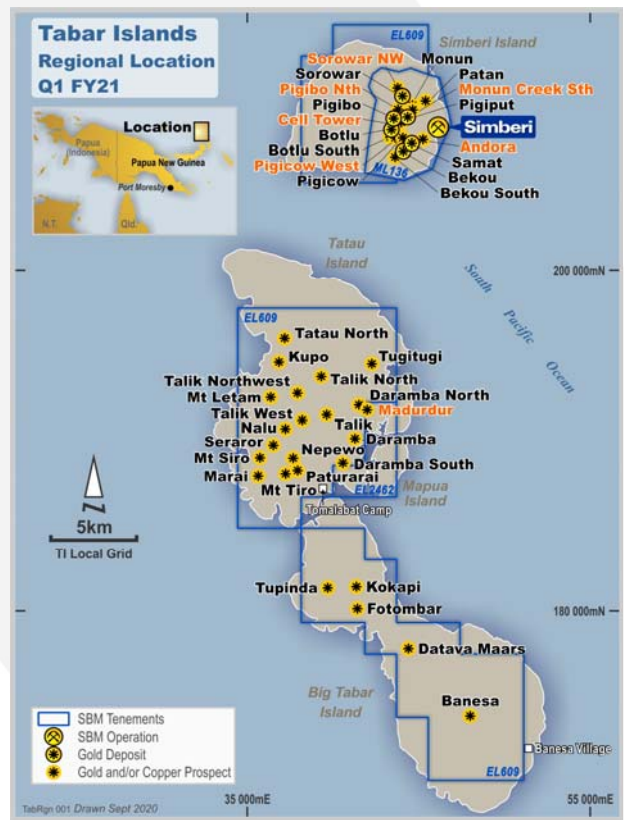 Tabar Islands
Regional Location
Q1 FY21
Location
Papua
(Indonesia)
Papua
New Guinea
Port Moresby
N.T.
Qld.
EL609
Simberi Island
Sorowar NW
Monun
Sorowar
Patan
Pigibo Nth
Monun Creek Sth
Pigibo
Pigiput
Cell Tower
Simberi
Botlu
Andora
Botlu South
Samat
Pigicow West
Bekou
Pigicow
ML136
Bekou South
Tatau
Island
200 000mN
South Pacific Ocean
EL609
Tatau North
Kupo
Tugitugi
Talik Northwest
Talik North
Mt Letam
Daramba North
Talik West
Madurdur
Nalu
Talik
Seraror
Daramba
Mt Siro
Nepewo
Daramba South
Marai
Paturarai
Mt Tiro
EL2462
Mapua
Island
Tomalabat Camp
N
5km
TI Local Grid
Tupinda
Kokapi
Fotombar
180 000mN
Datava Maars
Big Tabar
Island
Banesa
Banesa Village
EL609
SBM Tenements
SBM Operation
Gold Deposit
Gold and/or Copper Prospect
TabRgn 001 Drawn Sept 2020
35 000mE
55 000mE